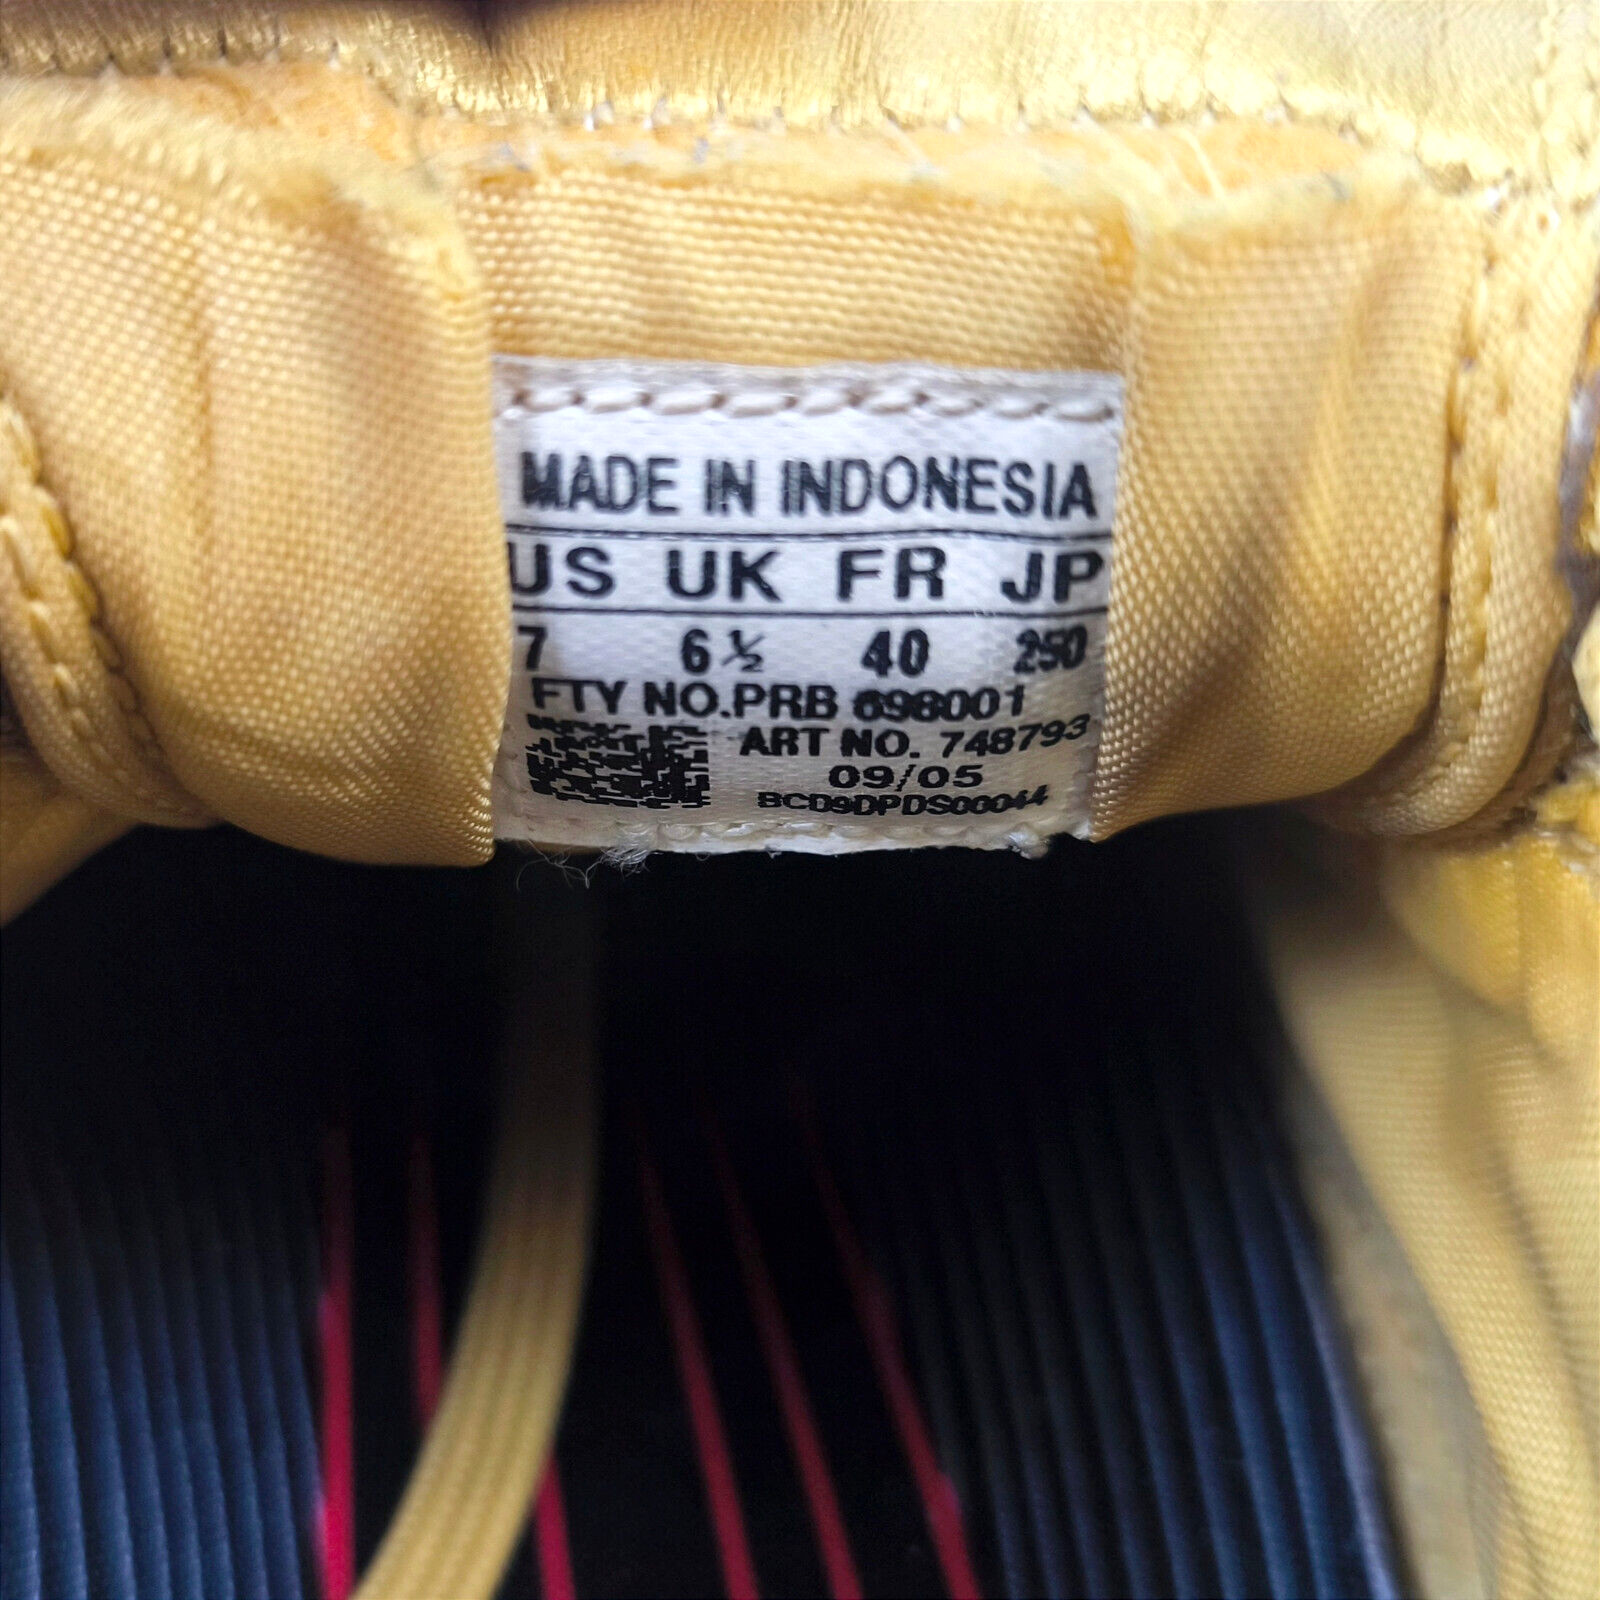 MADE IN INDONESIA
US UK FR JP
7 6½ 40 250
FTY NO.PRB 698001
ART NO. 748793
09/05
BCD9DPDS00044